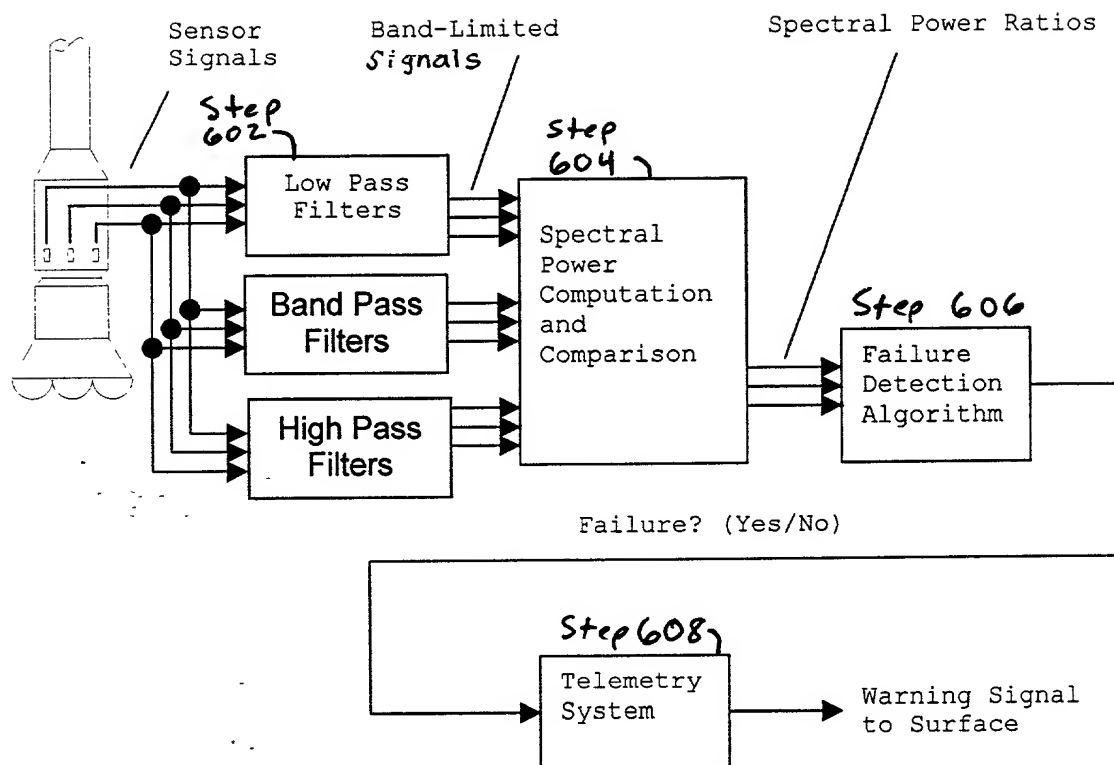 Sensor
Signals
Band-Limited
Signals
Spectral Power Ratios
Step
602
Step
604
Low Pass
Filters
Band Pass
Filters
High Pass
Filters
Spectral
Power
Computation
and
Comparison
Step 606
Failure
Detection
Algorithm
Failure? (Yes/No)
Step 608
Telemetry
System
Warning Signal
to Surface